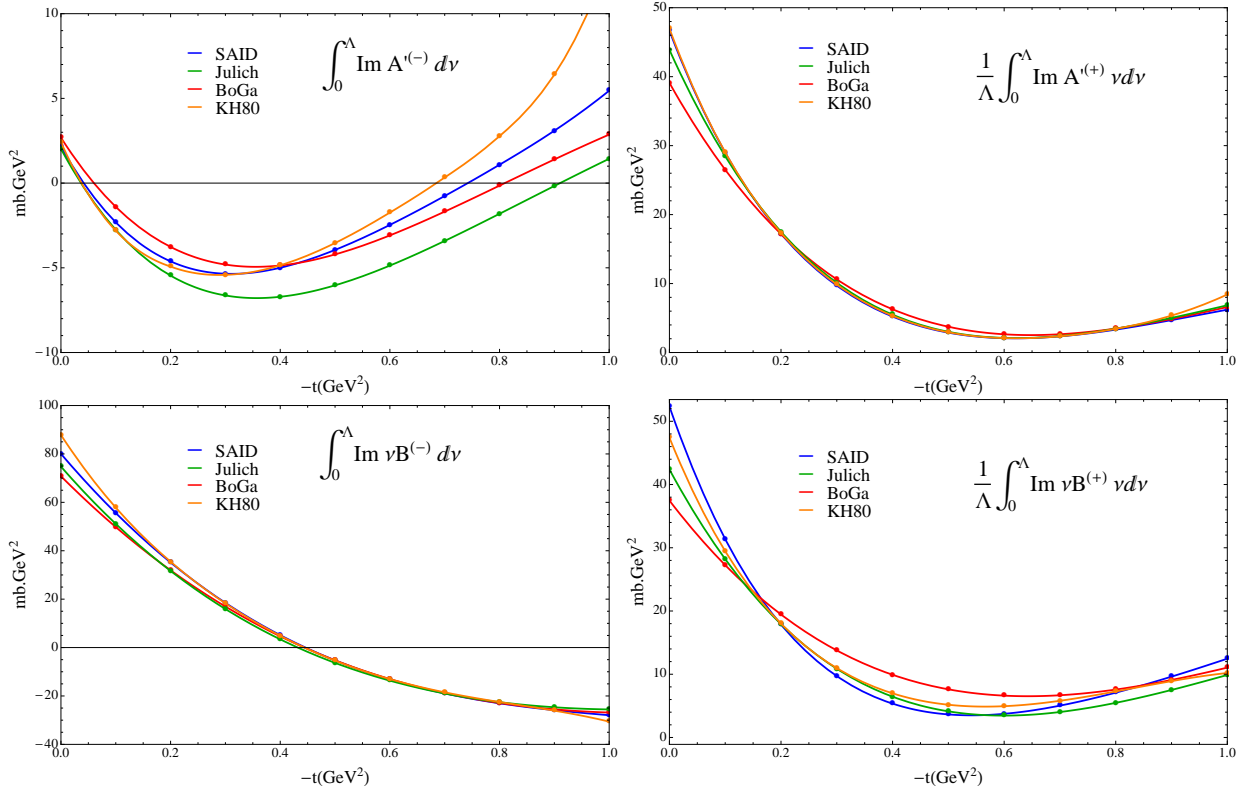 10
5
0
−5
−10
mb.GeV²
SAID
Julich
BoGa
KH80
∫₀^Λ Im A'⁽⁻⁾ dν
0.0 0.2 0.4 0.6 0.8 1.0
−t(GeV²)
50
40
30
20
10
0
mb.GeV²
SAID
Julich
BoGa
KH80
1/Λ ∫₀^Λ Im A'⁽⁺⁾ νdν
0.0 0.2 0.4 0.6 0.8 1.0
−t(GeV²)
100
80
60
40
20
0
−20
−40
mb.GeV²
SAID
Julich
BoGa
KH80
∫₀^Λ Im νB⁽⁻⁾ dν
0.0 0.2 0.4 0.6 0.8 1.0
−t(GeV²)
50
40
30
20
10
0
mb.GeV²
SAID
Julich
BoGa
KH80
1/Λ ∫₀^Λ Im νB⁽⁺⁾ νdν
0.0 0.2 0.4 0.6 0.8 1.0
−t(GeV²)